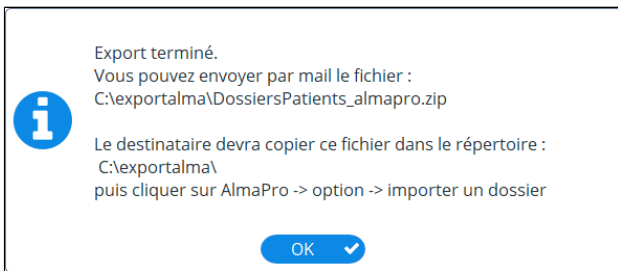 Export terminé.
Vous pouvez envoyer par mail le fichier :
C:\exportalma\DossiersPatients_almapro.zip
Le destinataire devra copier ce fichier dans le répertoire :
C:\exportalma\
puis cliquer sur AlmaPro -> option -> importer un dossier
OK